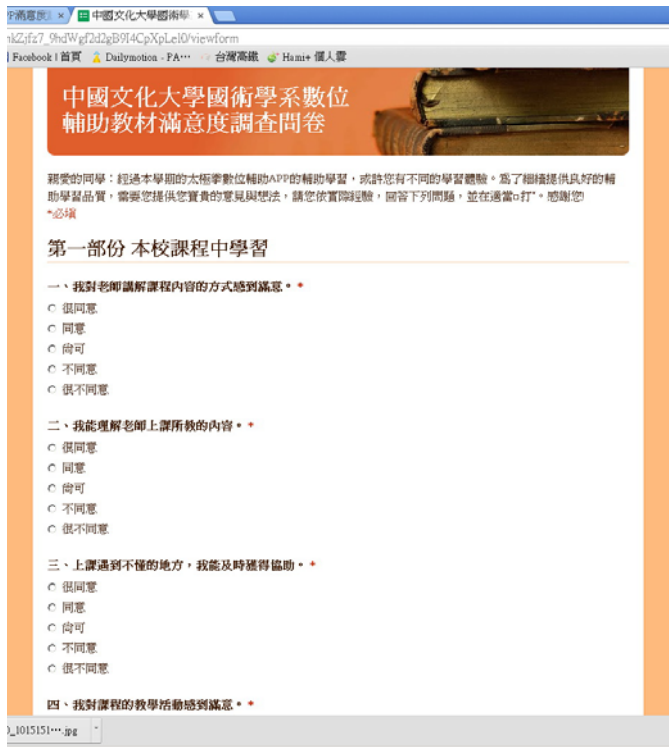 P滿意度
中國文化大學國術學
nkZjfz7_9hdWgf2d2gB9I4CpXpLel0/viewform
Facebook | 首頁 Dailymotion - PA… 台灣高鐵 Hami+ 個人雲
中國文化大學國術學系數位
輔助教材滿意度調查問卷
親愛的同學：經過本學期的太極拳數位輔助APP的輔助學習，或許您有不同的學習體驗。為了繼續提供良好的輔
助學習品質，需要您提供您寶貴的意見與想法，請您依實際經驗，回答下列問題，並在適當□打"。感謝您!
*必填
第一部份 本校課程中學習
一、我對老師講解課程內容的方式感到滿意。*
很同意
同意
尚可
不同意
很不同意
二、我能理解老師上課所教的內容。*
很同意
同意
尚可
不同意
很不同意
三、上課遇到不懂的地方，我能及時獲得協助。*
很同意
同意
尚可
不同意
很不同意
四、我對課程的教學活動感到滿意。*
0_1015151….jpg